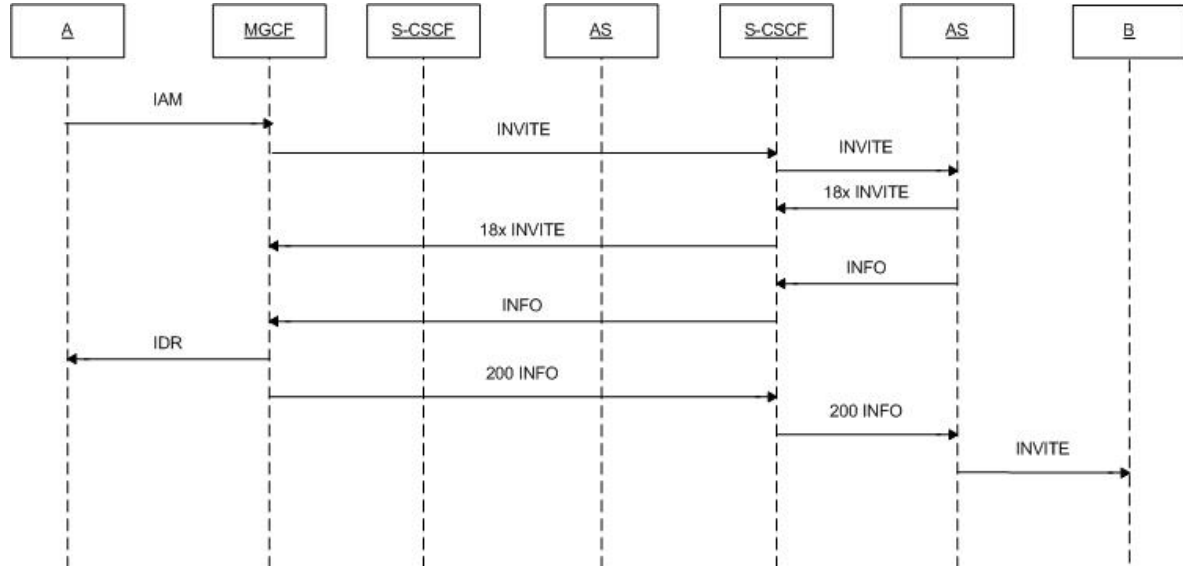 A
MGCF
S-CSCF
AS
S-CSCF
AS
B
IAM
INVITE
INVITE
18x INVITE
18x INVITE
INFO
INFO
IDR
200 INFO
200 INFO
INVITE